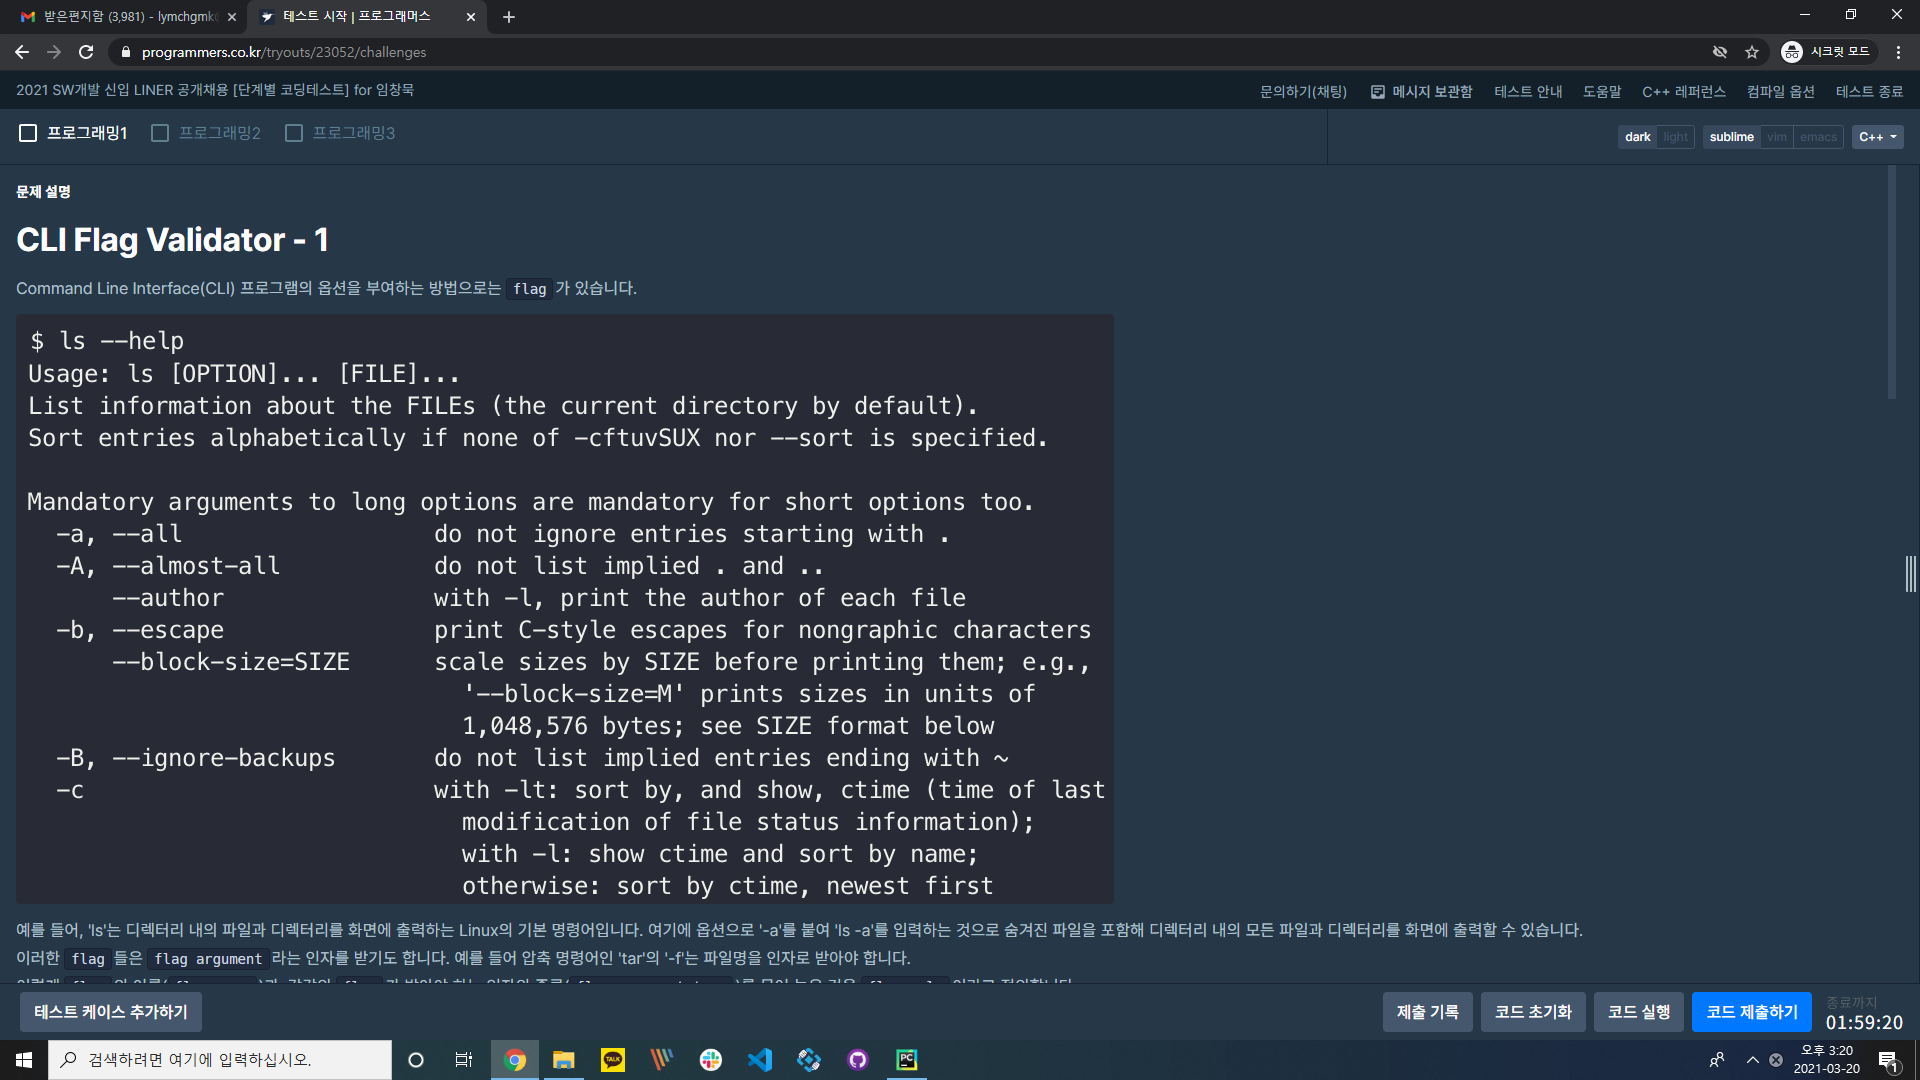 받은편지함 (3,981) - lymchgmk
테스트 시작 | 프로그래머스
programmers.co.kr/tryouts/23052/challenges
시크릿 모드
2021 SW개발 신입 LINER 공개채용 [단계별 코딩테스트] for 임창묵
문의하기(채팅) 메시지 보관함 테스트 안내 도움말 C++ 레퍼런스 컴파일 옵션 테스트 종료
프로그래밍1 프로그래밍2 프로그래밍3
dark light sublime vim emacs C++
문제 설명
CLI Flag Validator - 1
Command Line Interface(CLI) 프로그램의 옵션을 부여하는 방법으로는 flag 가 있습니다.
$ ls --help
Usage: ls [OPTION]... [FILE]...
List information about the FILEs (the current directory by default).
Sort entries alphabetically if none of -cftuvSUX nor --sort is specified.
Mandatory arguments to long options are mandatory for short options too.
-a, --all do not ignore entries starting with .
-A, --almost-all do not list implied . and ..
--author with -l, print the author of each file
-b, --escape print C-style escapes for nongraphic characters
--block-size=SIZE scale sizes by SIZE before printing them; e.g.,
'--block-size=M' prints sizes in units of
1,048,576 bytes; see SIZE format below
-B, --ignore-backups do not list implied entries ending with ~
-c with -lt: sort by, and show, ctime (time of last
modification of file status information);
with -l: show ctime and sort by name;
otherwise: sort by ctime, newest first
예를 들어, 'ls'는 디렉터리 내의 파일과 디렉터리를 화면에 출력하는 Linux의 기본 명령어입니다. 여기에 옵션으로 '-a'를 붙여 'ls -a'를 입력하는 것으로 숨겨진 파일을 포함해 디렉터리 내의 모든 파일과 디렉터리를 화면에 출력할 수 있습니다.
이러한 flag 들은 flag argument 라는 인자를 받기도 합니다. 예를 들어 압축 명령어인 'tar'의 '-f'는 파일명을 인자로 받아야 합니다.
테스트 케이스 추가하기
제출 기록 코드 초기화 코드 실행 코드 제출하기
종료까지
01:59:20
검색하려면 여기에 입력하십시오.
TALK
PC
오후 3:20
2021-03-20
1